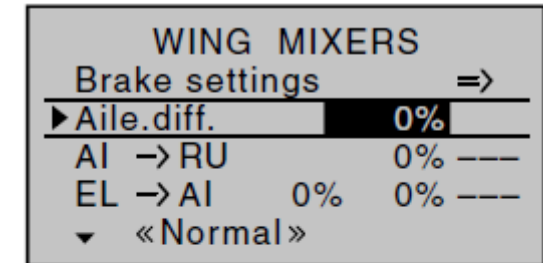 WING MIXERS
Brake settings =>
▶Aile.diff. 0%
AI –> RU 0% –––
EL –> AI 0% 0% –––
▾ «Normal»